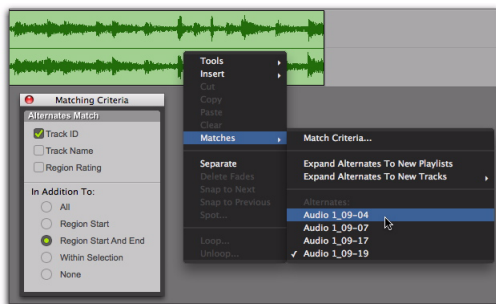 Matching Criteria
Alternates Match
Track ID
Track Name
Region Rating
In Addition To:
All
Region Start
Region Start And End
Within Selection
None
Tools
Insert
Cut
Copy
Paste
Clear
Matches
Separate
Delete Fades
Snap to Next
Snap to Previous
Spot...
Loop...
Unloop...
Match Criteria...
Expand Alternates To New Playlists
Expand Alternates To New Tracks
Alternates:
Audio 1_09-04
Audio 1_09-07
Audio 1_09-17
✓ Audio 1_09-19